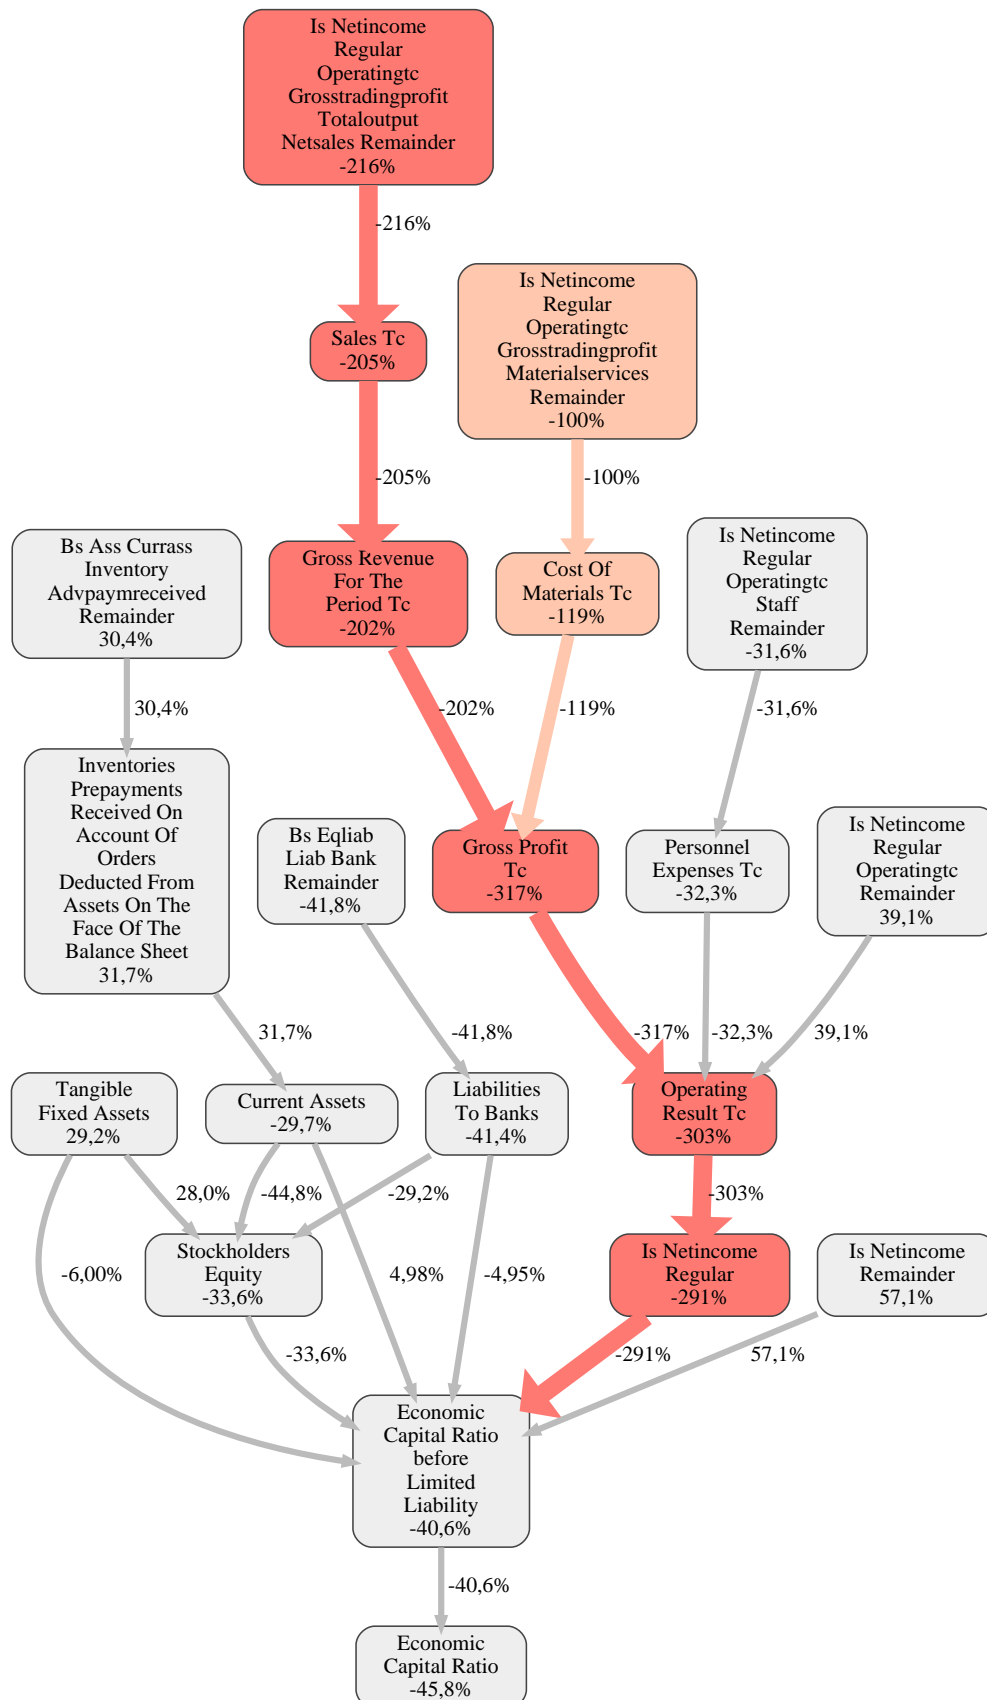 Is Netincome
Regular
Operatingtc
Grosstradingprofit
Totaloutput
Netsales Remainder
-216%
-216%
Is Netincome
Regular
Operatingtc
Grosstradingprofit
Materialservices
Remainder
-100%
Sales Tc
-205%
-205%
-100%
Bs Ass Currass
Inventory
Advpaymreceived
Remainder
30,4%
Gross Revenue
For The
Period Tc
-202%
Cost Of
Materials Tc
-119%
Is Netincome
Regular
Operatingtc
Staff
Remainder
-31,6%
30,4%
-202%
-119%
-31,6%
Inventories
Prepayments
Received On
Account Of
Orders
Deducted From
Assets On The
Face Of The
Balance Sheet
31,7%
Bs Eqliab
Liab Bank
Remainder
-41,8%
Gross Profit
Tc
-317%
Personnel
Expenses Tc
-32,3%
Is Netincome
Regular
Operatingtc
Remainder
39,1%
31,7%
-41,8%
-317%
-32,3%
39,1%
Tangible
Fixed Assets
29,2%
Current Assets
-29,7%
Liabilities
To Banks
-41,4%
Operating
Result Tc
-303%
28,0%
-44,8%
-29,2%
-303%
Stockholders
Equity
-33,6%
Is Netincome
Regular
-291%
Is Netincome
Remainder
57,1%
-6,00%
4,98%
-4,95%
-33,6%
-291%
57,1%
Economic
Capital Ratio
before
Limited
Liability
-40,6%
-40,6%
Economic
Capital Ratio
-45,8%